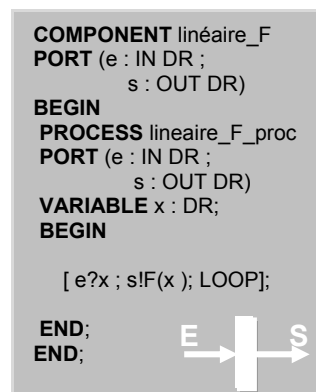 COMPONENT linéaire_F
PORT (e : IN DR ;
s : OUT DR)
BEGIN
PROCESS lineaire_F_proc
PORT (e : IN DR ;
s : OUT DR)
VARIABLE x : DR;
BEGIN
[ e?x ; s!F(x ); LOOP];
END;
END;
E S